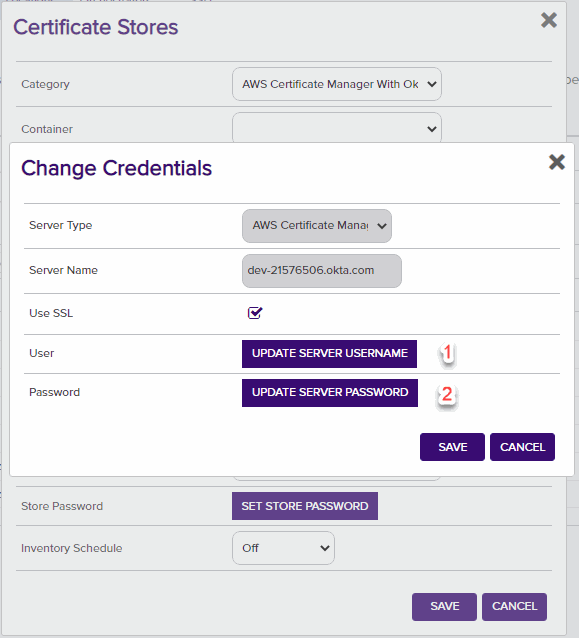 Certificate Stores
Category
AWS Certificate Manager With Ok
Container
Change Credentials
Server Type
AWS Certificate Mana
Server Name
dev-21576506.okta.com
Use SSL
User
UPDATE SERVER USERNAME
1
Password
UPDATE SERVER PASSWORD
2
SAVE
CANCEL
Store Password
SET STORE PASSWORD
Inventory Schedule
Off
SAVE
CANCEL